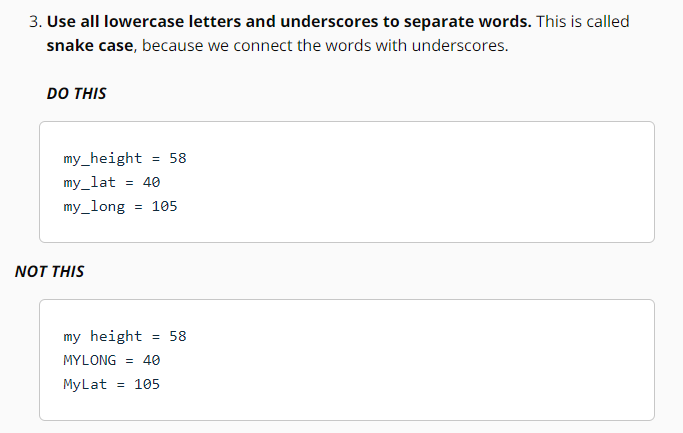 3. Use all lowercase letters and underscores to separate words. This is called
snake case, because we connect the words with underscores.
DO THIS
my_height = 58
my_lat = 40
my_long = 105
NOT THIS
my height = 58
MYLONG = 40
MyLat = 105